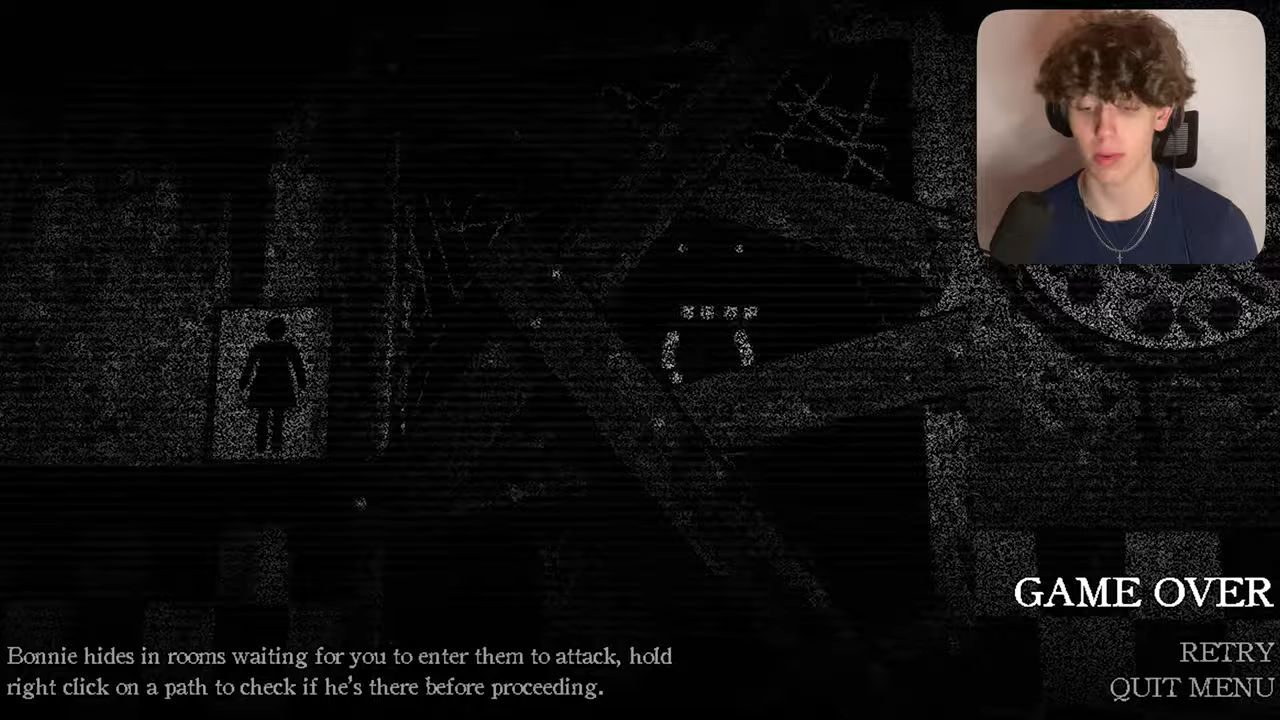 GAME OVER
RETRY
QUIT MENU
Bonnie hides in rooms waiting for you to enter them to attack, hold
right click on a path to check if he's there before proceeding.